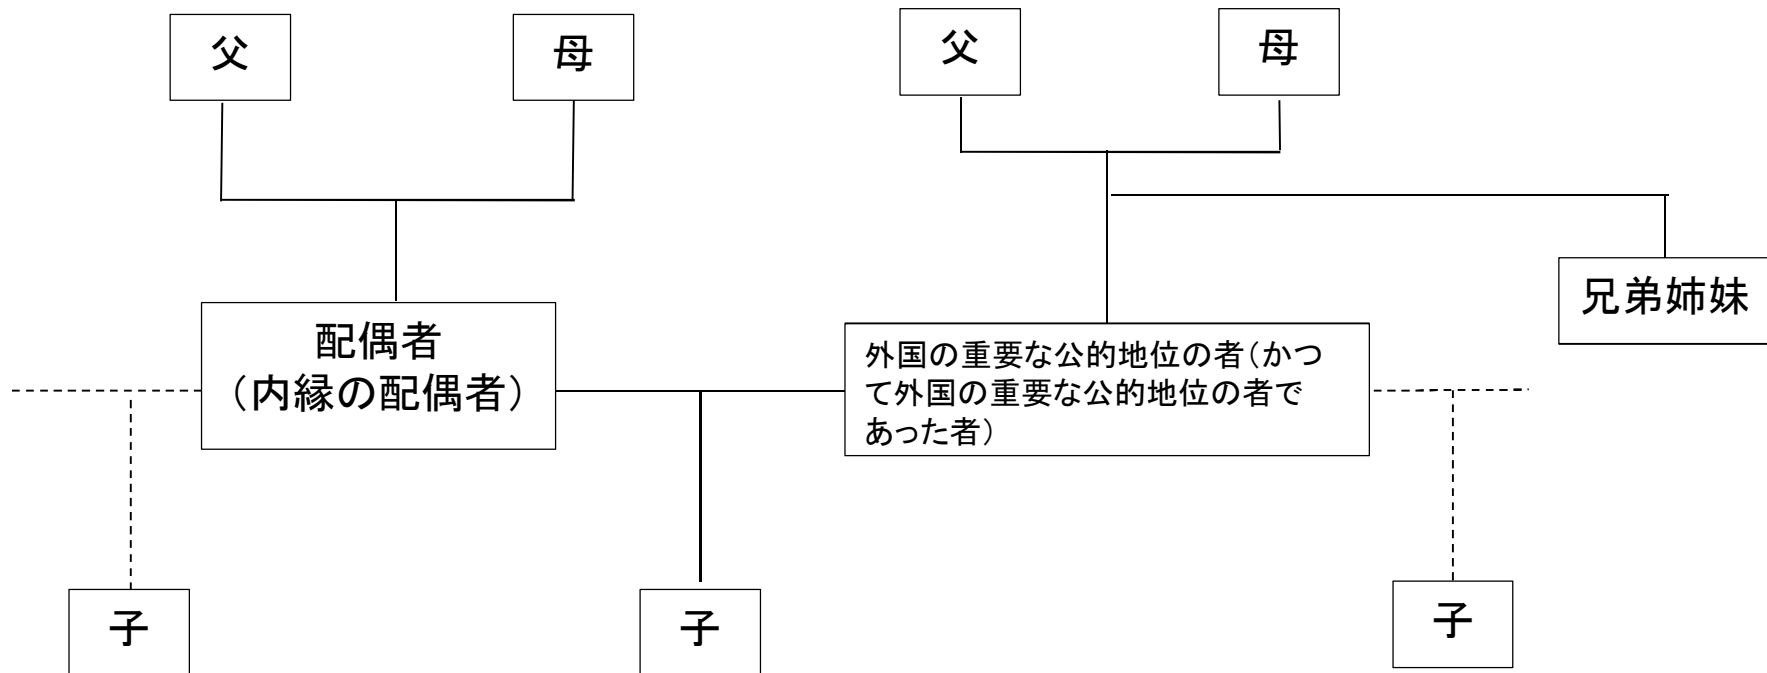 父
母
父
母
兄弟姉妹
配偶者
（内縁の配偶者）
外国の重要な公的地位の者（かつ
て外国の重要な公的地位の者で
あった者）
子
子
子